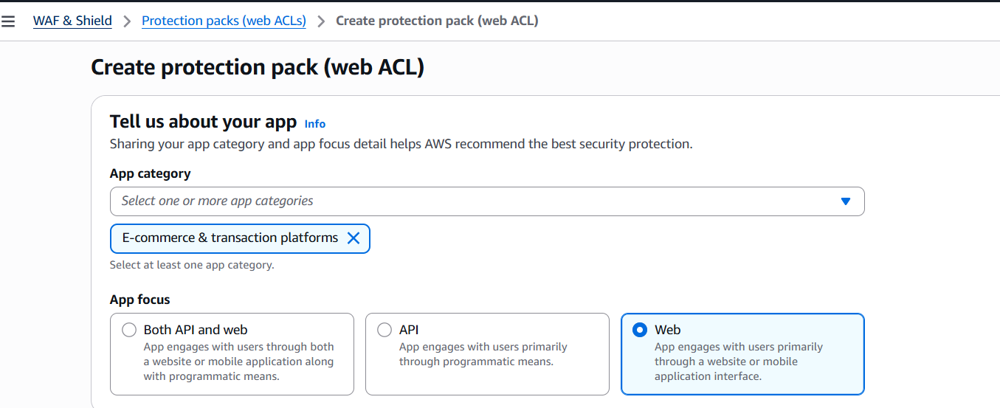 WAF & Shield > Protection packs (web ACLs) > Create protection pack (web ACL)
Create protection pack (web ACL)
Tell us about your app Info
Sharing your app category and app focus detail helps AWS recommend the best security protection.
App category
Select one or more app categories
E-commerce & transaction platforms
Select at least one app category.
App focus
Both API and web
App engages with users through both
a website or mobile application along
with programmatic means.
API
App engages with users primarily
through programmatic means.
Web
App engages with users primarily
through a website or mobile
application interface.